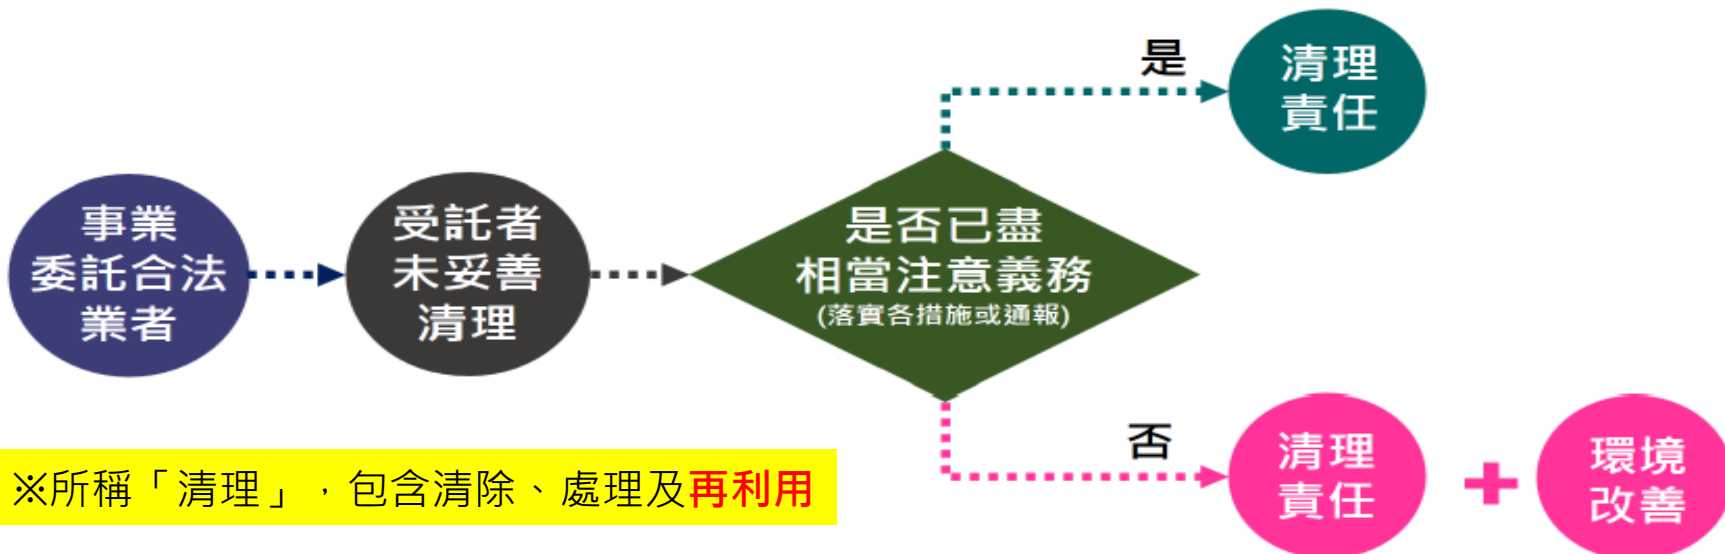 事業
委託合法
業者
受託者
未妥善
清理
是否已盡
相當注意義務
(落實各措施或通報)
是
清理
責任
否
清理
責任
+
環境
改善
※所稱「清理」，包含清除、處理及再利用